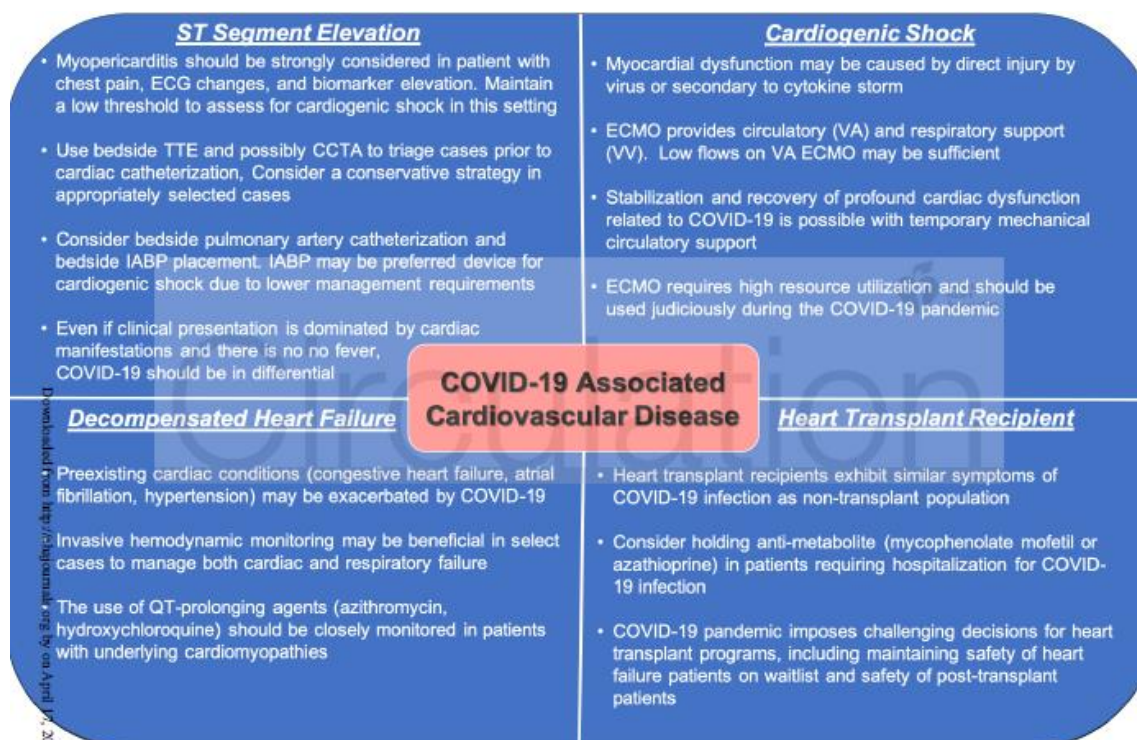 ST Segment Elevation
• Myopericarditis should be strongly considered in patient with
chest pain, ECG changes, and biomarker elevation. Maintain
a low threshold to assess for cardiogenic shock in this setting
• Use bedside TTE and possibly CCTA to triage cases prior to
cardiac catheterization, Consider a conservative strategy in
appropriately selected cases
• Consider bedside pulmonary artery catheterization and
bedside IABP placement. IABP may be preferred device for
cardiogenic shock due to lower management requirements
• Even if clinical presentation is dominated by cardiac
manifestations and there is no no fever,
COVID-19 should be in differential
Cardiogenic Shock
• Myocardial dysfunction may be caused by direct injury by
virus or secondary to cytokine storm
• ECMO provides circulatory (VA) and respiratory support
(VV). Low flows on VA ECMO may be sufficient
• Stabilization and recovery of profound cardiac dysfunction
related to COVID-19 is possible with temporary mechanical
circulatory support
• ECMO requires high resource utilization and should be
used judiciously during the COVID-19 pandemic
COVID-19 Associated
Cardiovascular Disease
Decompensated Heart Failure
• Preexisting cardiac conditions (congestive heart failure, atrial
fibrillation, hypertension) may be exacerbated by COVID-19
• Invasive hemodynamic monitoring may be beneficial in select
cases to manage both cardiac and respiratory failure
• The use of QT-prolonging agents (azithromycin,
hydroxychloroquine) should be closely monitored in patients
with underlying cardiomyopathies
Heart Transplant Recipient
• Heart transplant recipients exhibit similar symptoms of
COVID-19 infection as non-transplant population
• Consider holding anti-metabolite (mycophenolate mofetil or
azathioprine) in patients requiring hospitalization for COVID-
19 infection
• COVID-19 pandemic imposes challenging decisions for heart
transplant programs, including maintaining safety of heart
failure patients on waitlist and safety of post-transplant
patients
Circulation
Downloaded from by on April